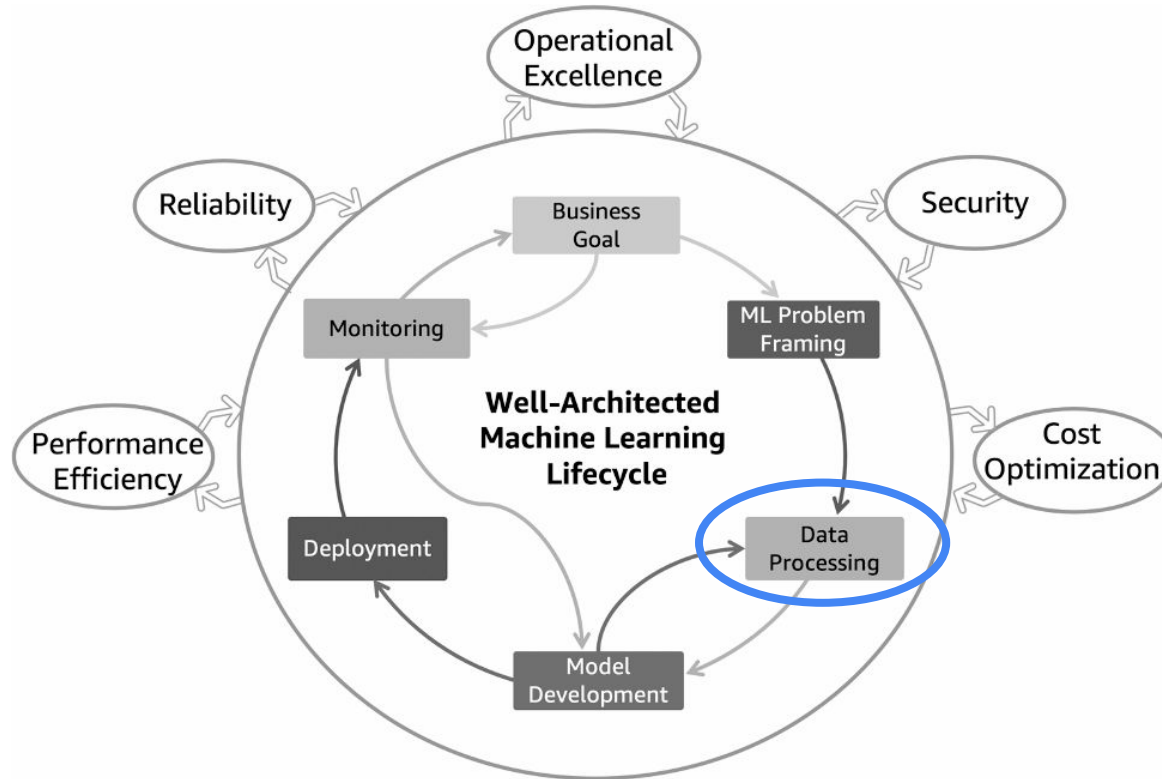 Operational
Excellence
Reliability
Security
Business
Goal
Monitoring
ML Problem
Framing
Well-Architected
Machine Learning
Lifecycle
Performance
Efficiency
Cost
Optimization
Deployment
Data
Processing
Model
Development